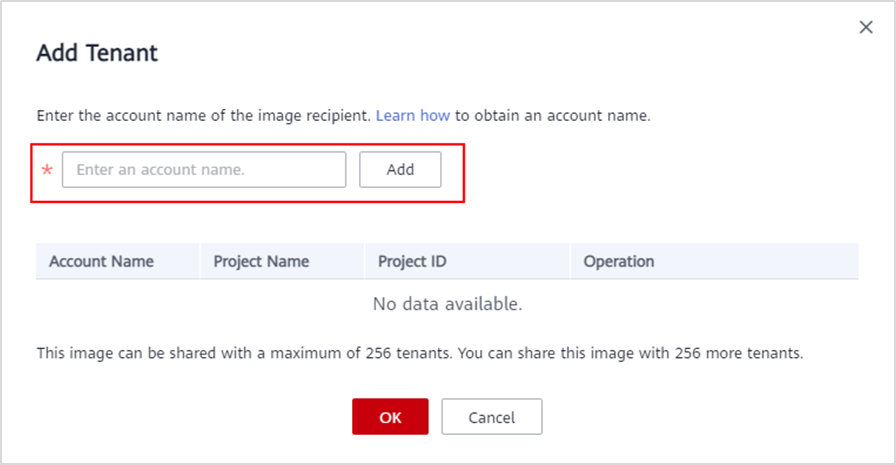 Add Tenant
Enter the account name of the image recipient. Learn how to obtain an account name.
* Enter an account name. Add
Account Name Project Name Project ID Operation
No data available.
This image can be shared with a maximum of 256 tenants. You can share this image with 256 more tenants.
OK Cancel